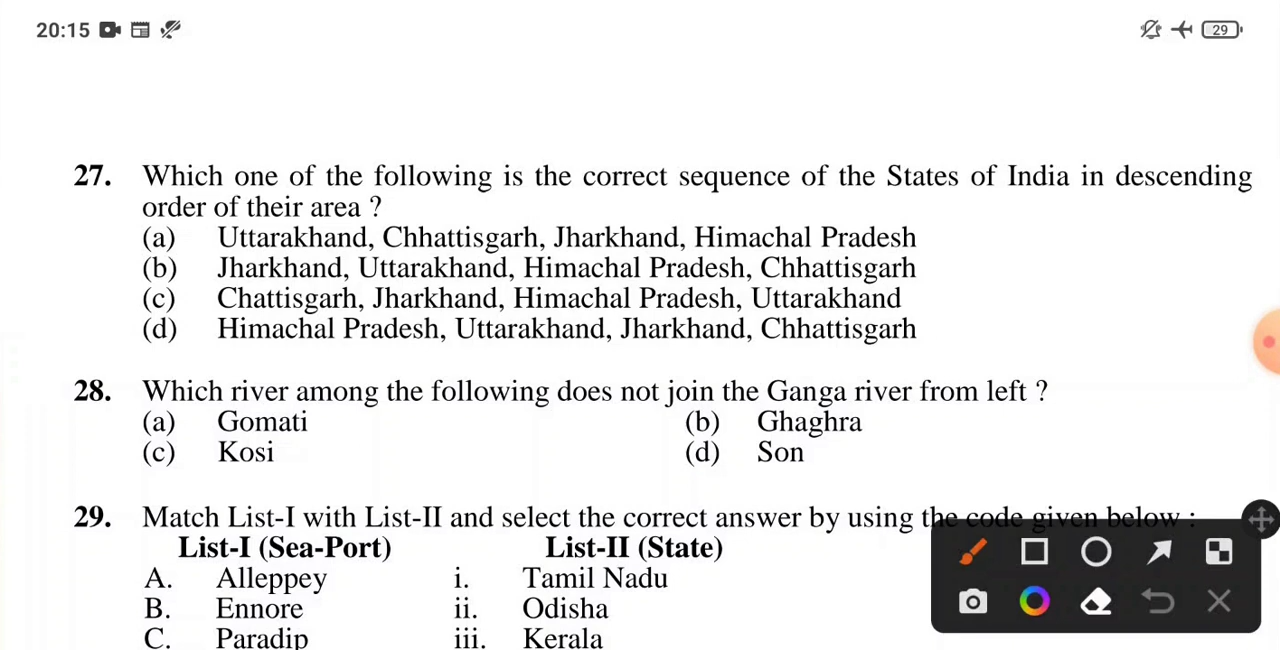 20:15
29
27. Which one of the following is the correct sequence of the States of India in descending
order of their area ?
(a) Uttarakhand, Chhattisgarh, Jharkhand, Himachal Pradesh
(b) Jharkhand, Uttarakhand, Himachal Pradesh, Chhattisgarh
(c) Chattisgarh, Jharkhand, Himachal Pradesh, Uttarakhand
(d) Himachal Pradesh, Uttarakhand, Jharkhand, Chhattisgarh
28. Which river among the following does not join the Ganga river from left ?
(a) Gomati (b) Ghaghra
(c) Kosi (d) Son
29. Match List-I with List-II and select the correct answer by using the code given below :
List-I (Sea-Port) List-II (State)
A. Alleppey i. Tamil Nadu
B. Ennore ii. Odisha
C. Paradip iii. Kerala